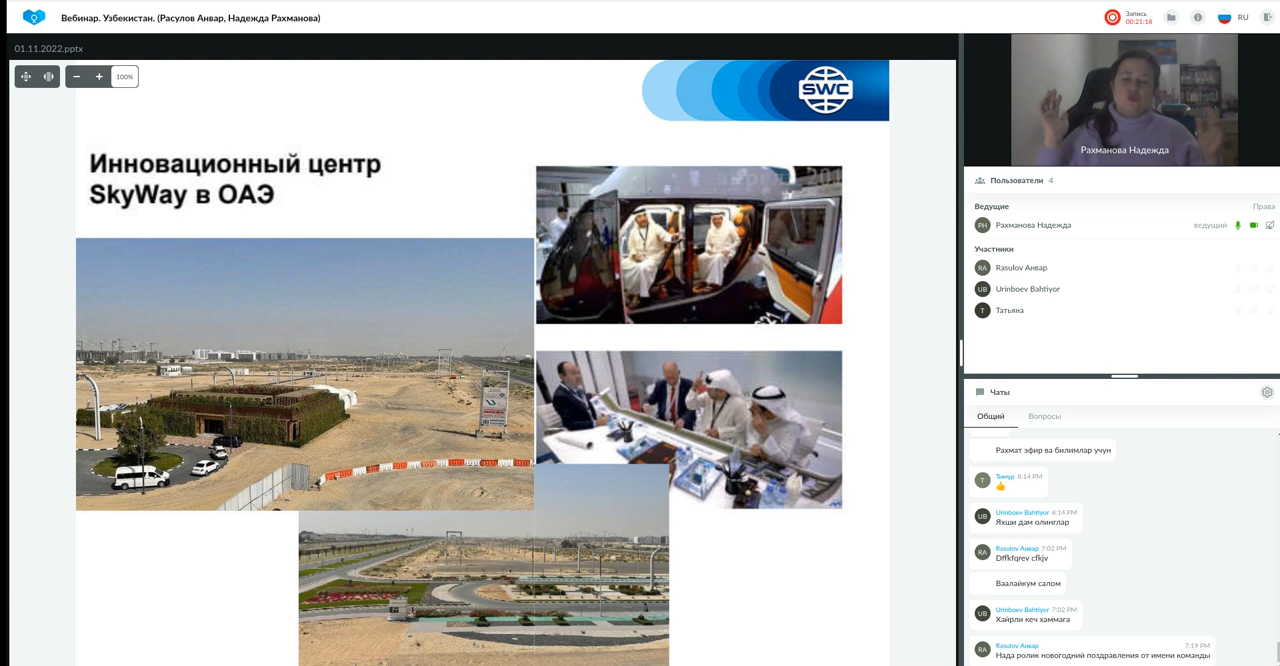 Вебинар. Узбекистан. (Расулов Анвар, Надежда Рахманова)
Запись
00:21:18
RU
01.11.2022.pptx
100%
SWC
Инновационный центр
SkyWay в ОАЭ
Рахманова Надежда
Пользователи 4
Ведущие
Права
PH Рахманова Надежда
ведущий
Участники
RA Rasulov Анвар
UB Urinboev Bahtiyor
T Татьяна
Чаты
Общий
Вопросы
Рахмат эфир ва билимлар учун
T Тимур 8:14 PM
👍
UB Urinboev Bahtiyor 8:14 PM
Яхши дам олинглар
RA Rasulov Анвар 7:02 PM
Dffkfqrev cfkjv
Ваалайкум салом
UB Urinboev Bahtiyor 7:02 PM
Хайрли кеч хаммага
RA Rasulov Анвар 7:19 PM
Нада ролик новогодний поздравления от имени команды